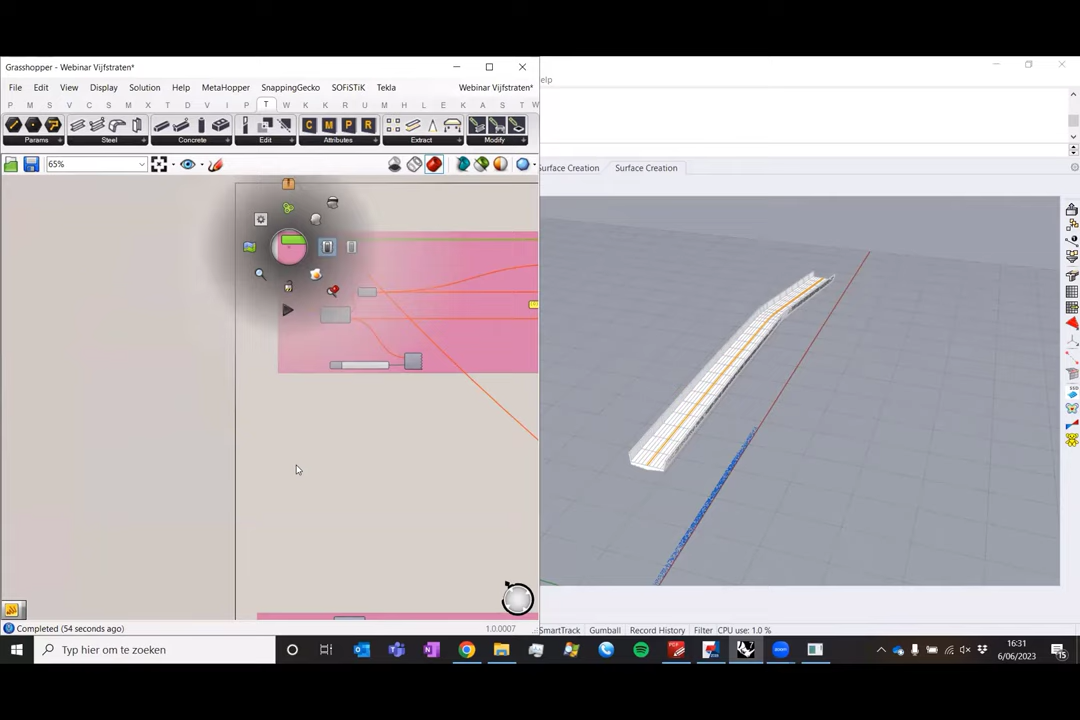 Grasshopper - Webinar Vijfstraten*
File Edit View Display Solution Help MetaHopper SnappingGecko SOFiSTiK Tekla Webinar Vijfstraten*
elp
P M S V M X T D S I P T W K R U M H L E K A S T W
C M P R
Params Steel Concrete Edit Attributes Extract Modify
65%
Surface Creation Surface Creation
Completed (54 seconds ago) 1.0.0007
SmartTrack Gumball Record History Filter CPU use: 1.0 %
Typ hier om te zoeken
16:31
6/06/2023
15